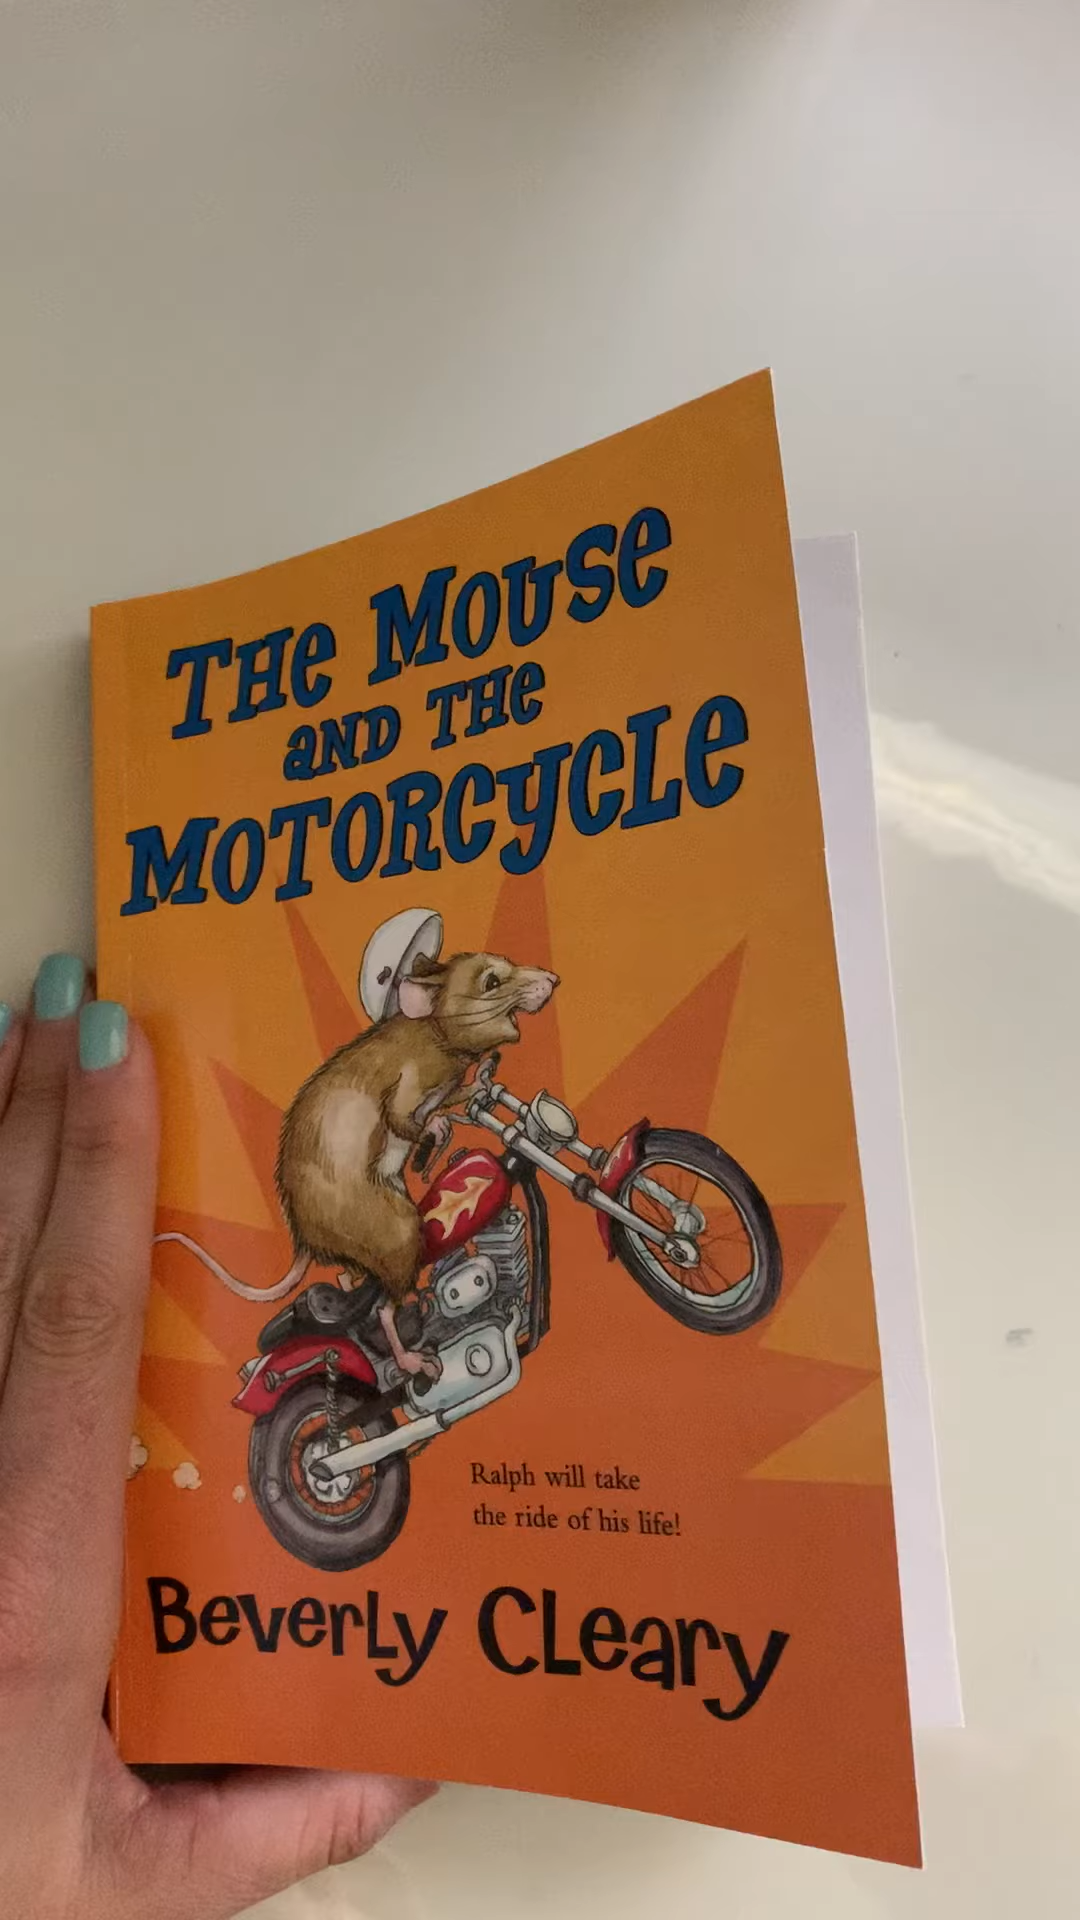 THe MOUSe
aND THe
MOTORCYCLe
Ralph will take
the ride of his life!
BeverLy CLeary